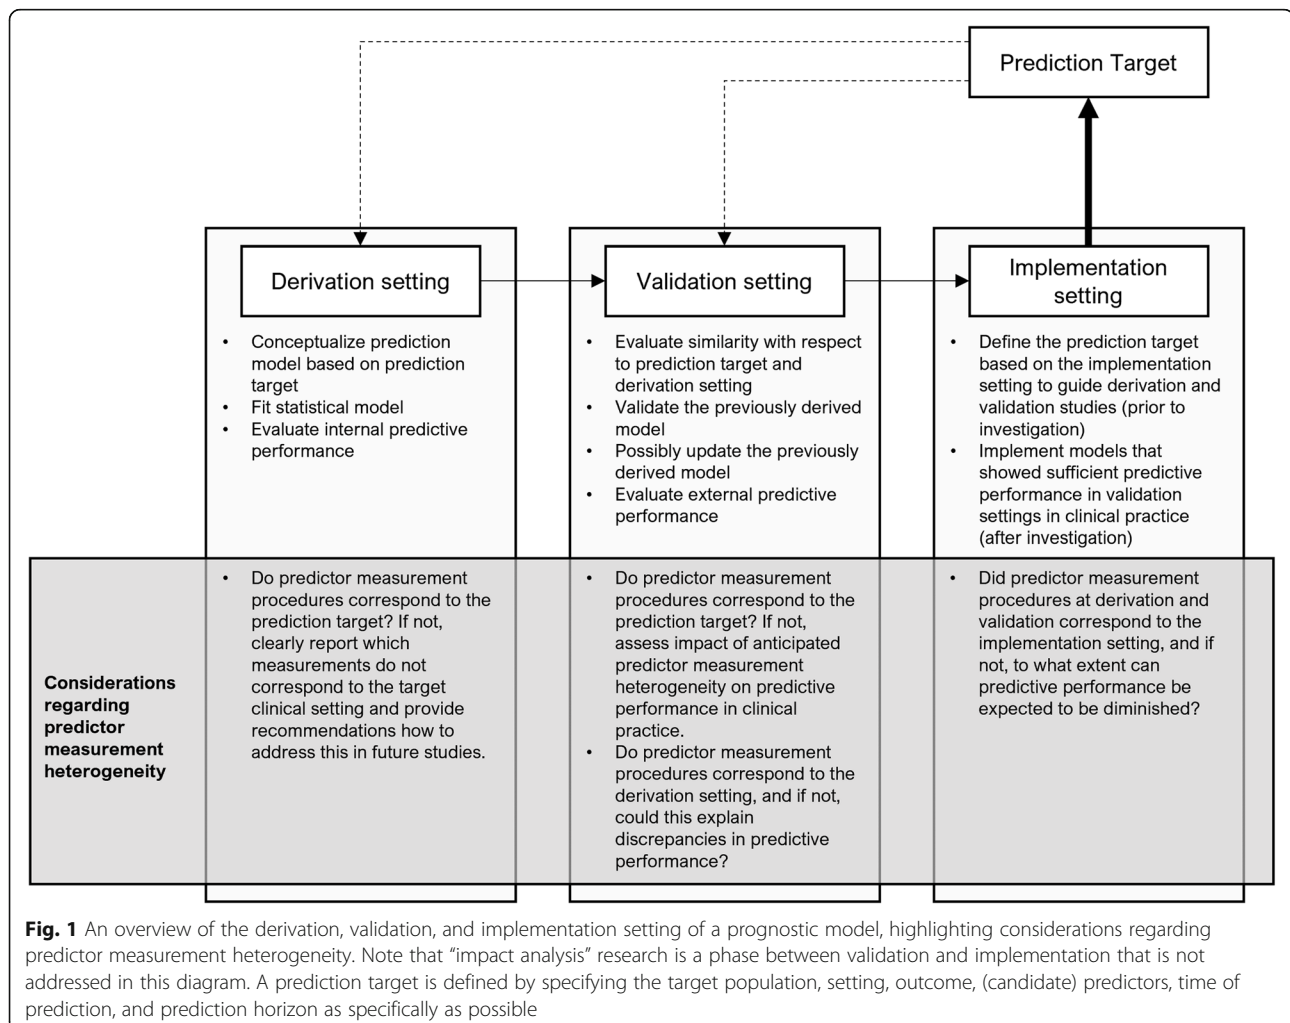 Prediction Target
Derivation setting
• Conceptualize prediction
model based on prediction
target
• Fit statistical model
• Evaluate internal predictive
performance
Validation setting
• Evaluate similarity with respect
to prediction target and
derivation setting
• Validate the previously derived
model
• Possibly update the previously
derived model
• Evaluate external predictive
performance
Implementation
setting
• Define the prediction target
based on the implementation
setting to guide derivation and
validation studies (prior to
investigation)
• Implement models that
showed sufficient predictive
performance in validation
settings in clinical practice
(after investigation)
Considerations
regarding
predictor
measurement
heterogeneity
• Do predictor measurement
procedures correspond to the
prediction target? If not,
clearly report which
measurements do not
correspond to the target
clinical setting and provide
recommendations how to
address this in future studies.
• Do predictor measurement
procedures correspond to the
prediction target? If not,
assess impact of anticipated
predictor measurement
heterogeneity on predictive
performance in clinical
practice.
• Do predictor measurement
procedures correspond to the
derivation setting, and if not,
could this explain
discrepancies in predictive
performance?
• Did predictor measurement
procedures at derivation and
validation correspond to the
implementation setting, and if
not, to what extent can
predictive performance be
expected to be diminished?
Fig. 1 An overview of the derivation, validation, and implementation setting of a prognostic model, highlighting considerations regarding
predictor measurement heterogeneity. Note that “impact analysis” research is a phase between validation and implementation that is not
addressed in this diagram. A prediction target is defined by specifying the target population, setting, outcome, (candidate) predictors, time of
prediction, and prediction horizon as specifically as possible